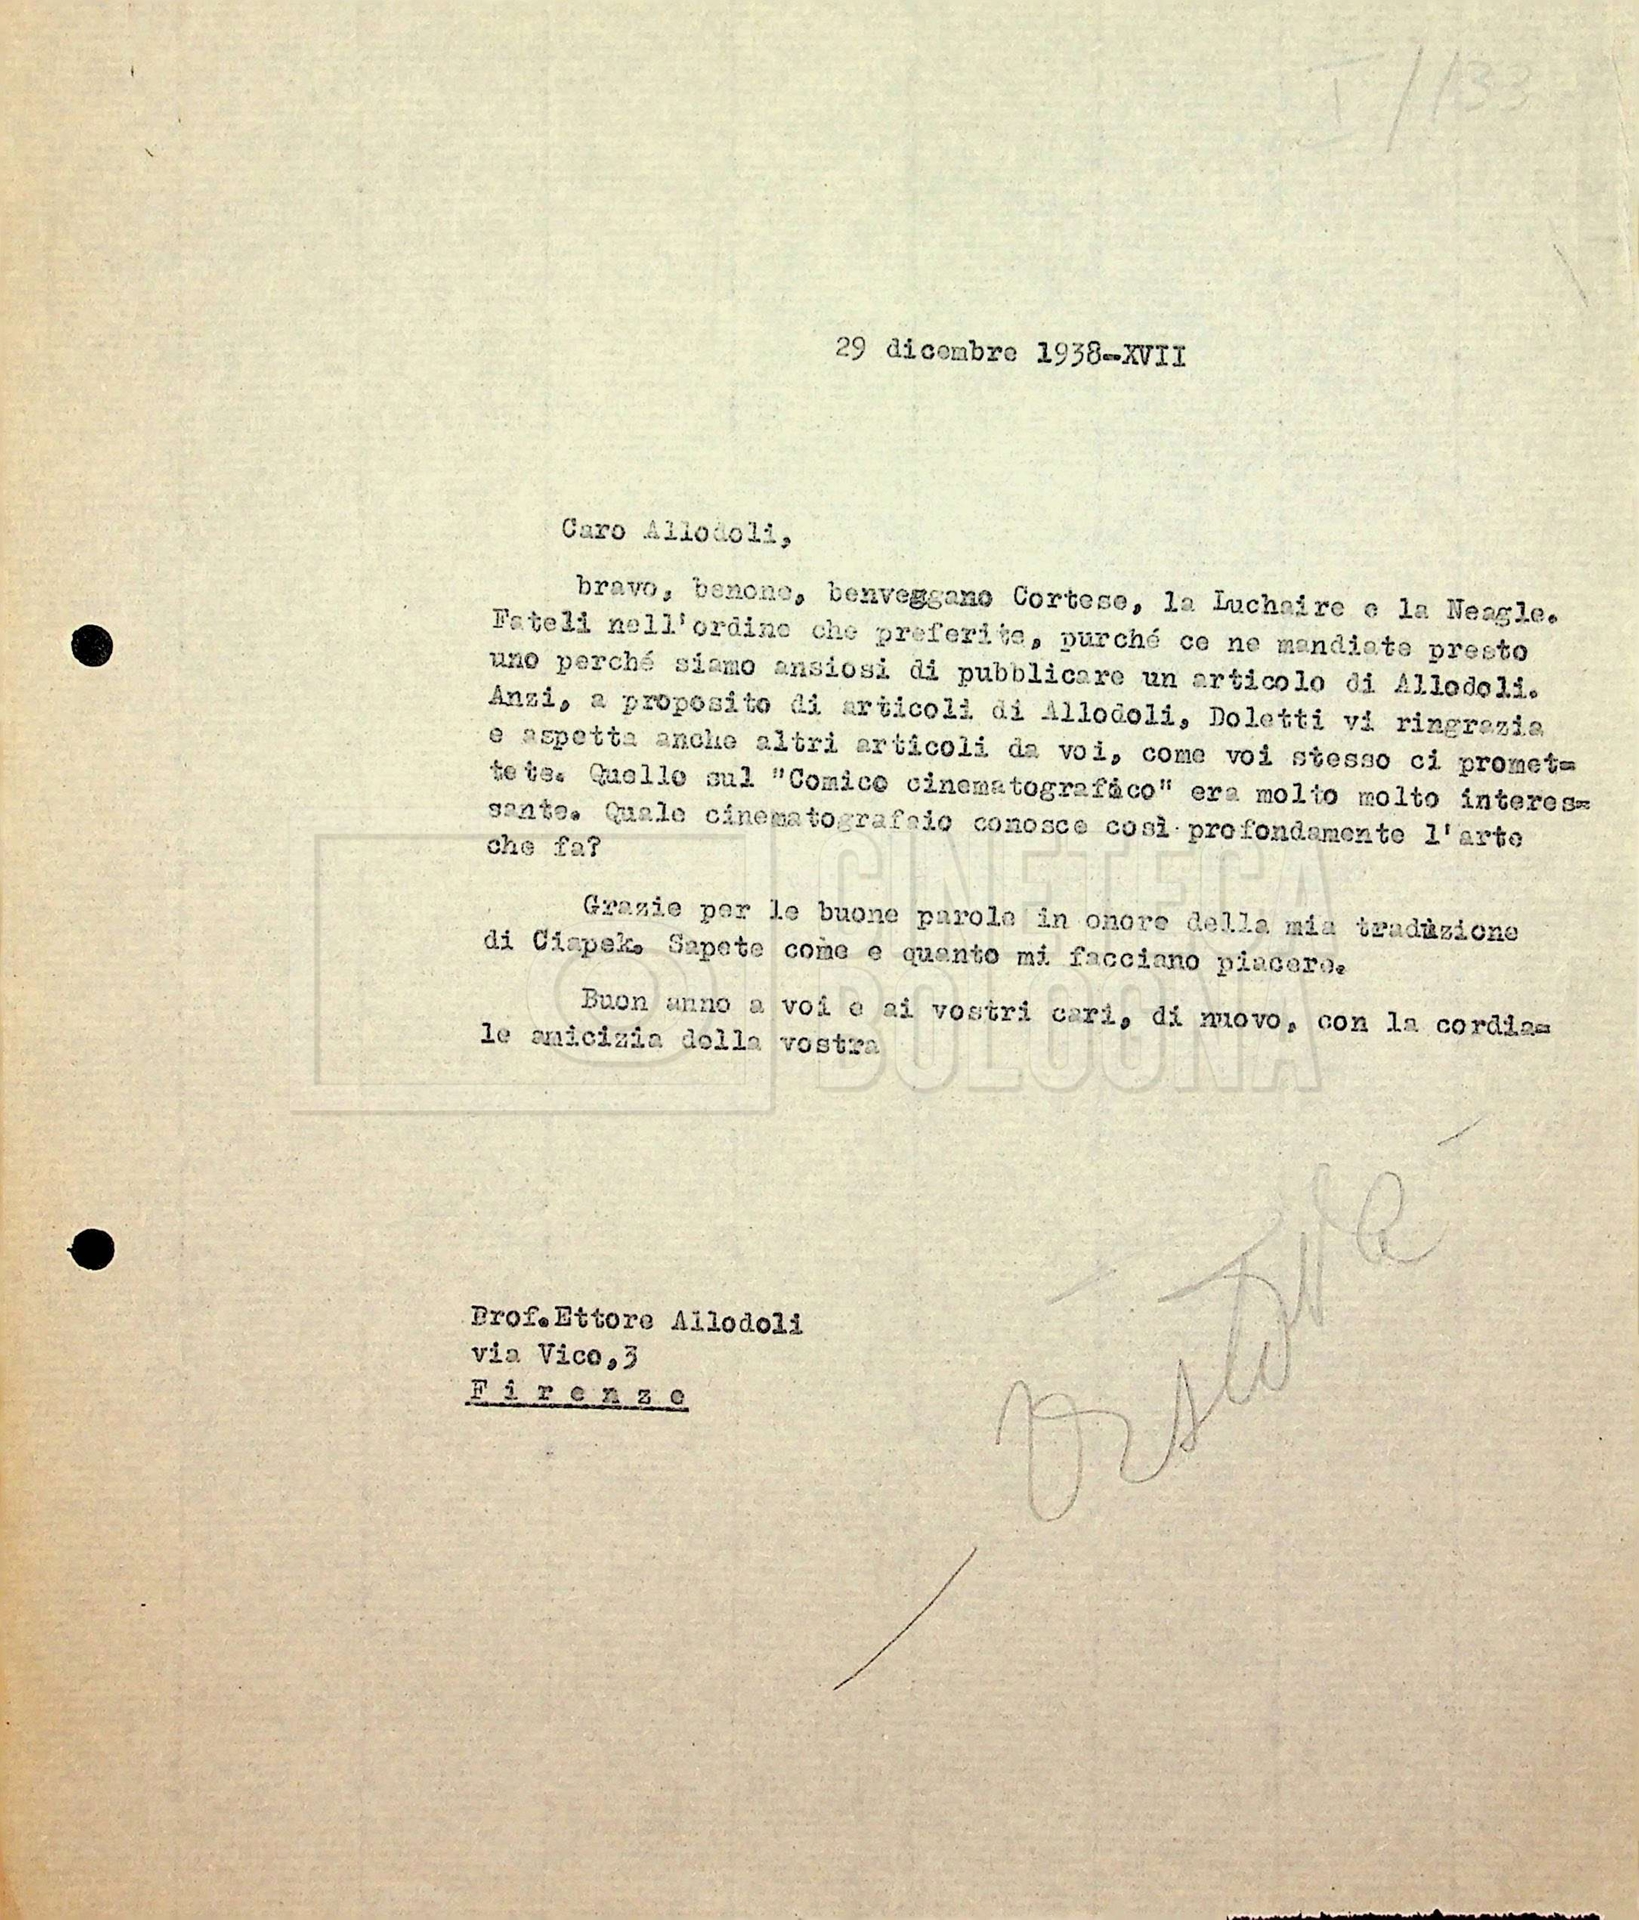 I/133
29 dicembre 1938-XVII
Caro Allodoli,
bravo, benone, benveggano Cortese, la Luchaire e la Neagle.
Fateli nell'ordine che preferite, purché ce ne mandiate presto
uno perché siamo ansiosi di pubblicare un articolo di Allodoli.
Anzi, a proposito di articoli di Allodoli, Doletti vi ringrazia
e aspetta anche altri articoli da voi, come voi stesso ci promet=
tete. Quello sul "Comico cinematografico" era molto molto interes=
sante. Quale cinematografaio conosce così profondamente l'arte
che fa?
Grazie per le buone parole in onore della mia traduzione
di Ciapek. Sapete come e quanto mi facciano piacere.
Buon anno a voi e ai vostri cari, di nuovo, con la cordia=
le amicizia della vostra
CINETECA
BOLOGNA
Prof.Ettore Allodoli
via Vico,3
Firenze